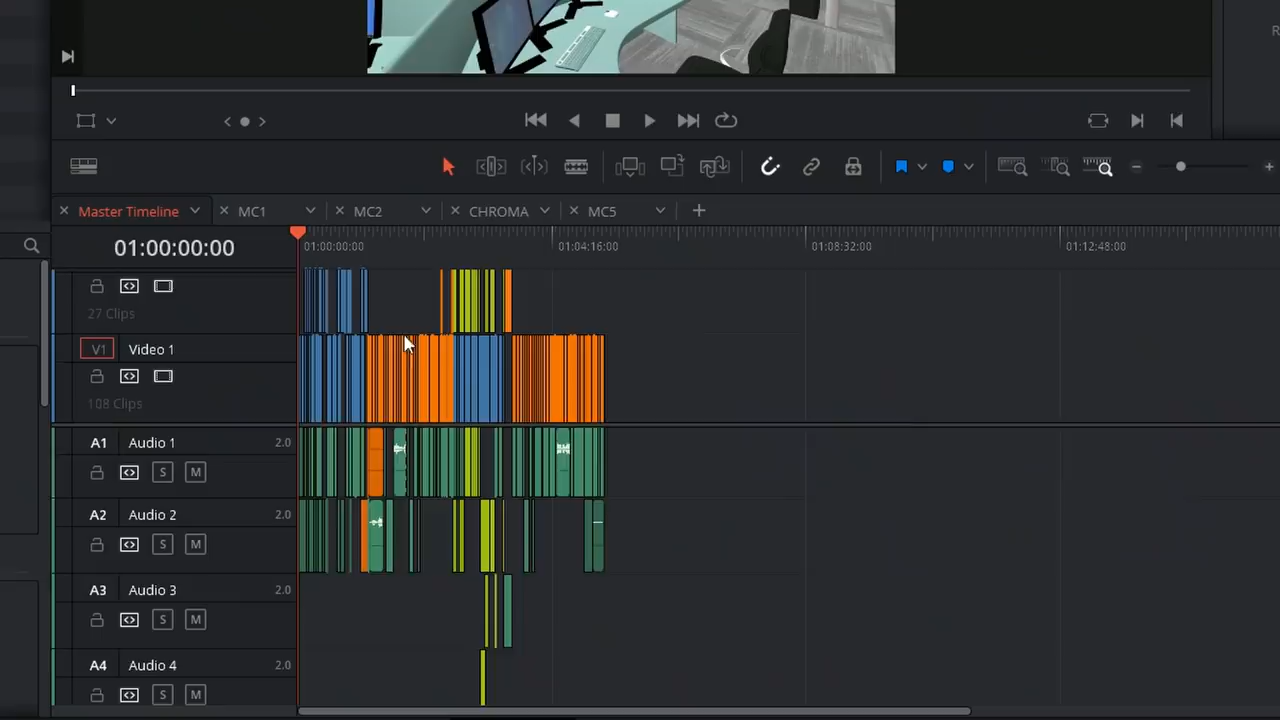 Master Timeline
MC1
MC2
CHROMA
MC5
01:00:00:00
01:00:00:00
01:04:16:00
01:08:32:00
01:12:48:00
27 Clips
V1
Video 1
108 Clips
A1
Audio 1
2.0
S
M
A2
Audio 2
2.0
S
M
A3
Audio 3
2.0
S
M
A4
Audio 4
2.0
S
M